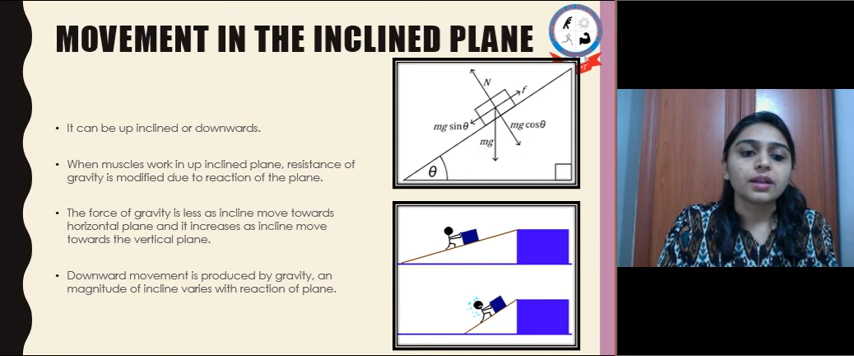 MOVEMENT IN THE INCLINED PLANE
• It can be up inclined or downwards.
• When muscles work in up inclined plane, resistance of
gravity is modified due to reaction of the plane.
• The force of gravity is less as incline move towards
horizontal plane and it increases as incline move
towards the vertical plane.
• Downward movement is produced by gravity, an
magnitude of incline varies with reaction of plane.
N
f
mg sinθ
mg cosθ
mg
θ